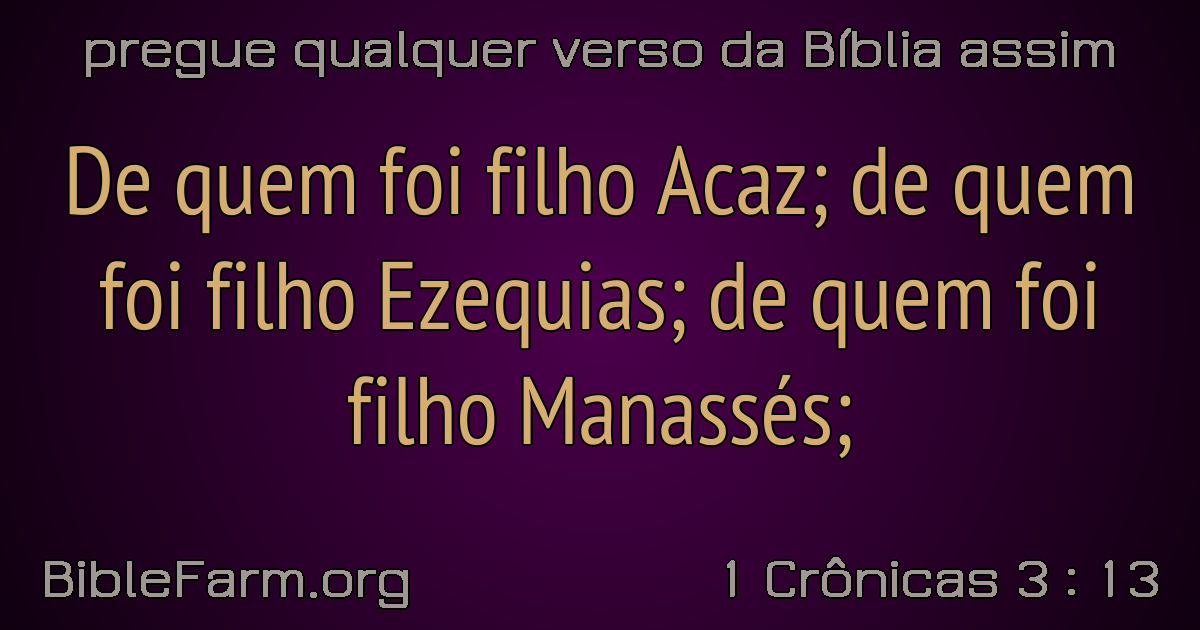 pregue qualquer verso da Bíblia assim
De quem foi filho Acaz; de quem
foi filho Ezequias; de quem foi
filho Manassés;
BibleFarm.org
1 Crônicas 3 : 13